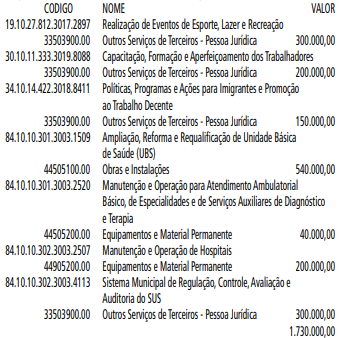 CODIGO NOME VALOR
19.10.27.812.3017.2897 Realização de Eventos de Esporte, Lazer e Recreação
33503900.00 Outros Serviços de Terceiros - Pessoa Jurídica 300.000,00
30.10.11.333.3019.8088 Capacitação, Formação e Aperfeiçoamento dos Trabalhadores
33503900.00 Outros Serviços de Terceiros - Pessoa Jurídica 200.000,00
34.10.14.422.3018.8411 Políticas, Programas e Ações para Imigrantes e Promoção
ao Trabalho Decente
33503900.00 Outros Serviços de Terceiros - Pessoa Jurídica 150.000,00
84.10.10.301.3003.1509 Ampliação, Reforma e Requalificação de Unidade Básica
de Saúde (UBS)
44505100.00 Obras e Instalações 540.000,00
84.10.10.301.3003.2520 Manutenção e Operação para Atendimento Ambulatorial
Básico, de Especialidades e de Serviços Auxiliares de Diagnóstico
e Terapia
44505200.00 Equipamentos e Material Permanente 40.000,00
84.10.10.302.3003.2507 Manutenção e Operação de Hospitais
44905200.00 Equipamentos e Material Permanente 200.000,00
84.10.10.302.3003.4113 Sistema Municipal de Regulação, Controle, Avaliação e
Auditoria do SUS
33503900.00 Outros Serviços de Terceiros - Pessoa Jurídica 300.000,00
1.730.000,00